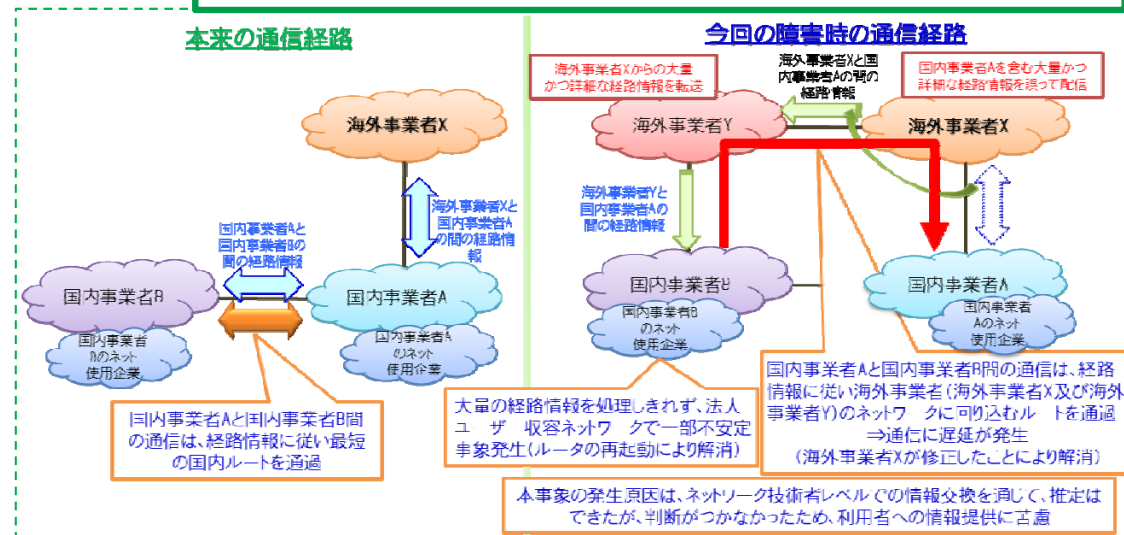 本来の通信経路
海外事業者X
海外事業者Xと
国内事業者A
の間の経路情
報
国内事業者Aと
国内事業者Bの
間の経路情報
国内事業者B
国内事業者A
国内事業者
Bのネット
使用企業
国内事業者A
のネット
使用企業
国内事業者Aと国内事業者B間
の通信は、経路情報に従い最短
の国内ルートを通過
今回の障害時の通信経路
海外事業者Xからの大量
かつ詳細な経路情報を転送
海外事業者Xと国
内事業者Aの間の
経路情報
国内事業者Aを含む大量かつ
詳細な経路情報を誤って配信
海外事業者Y
海外事業者X
海外事業者Yと
国内事業者Aの
間の経路情報
国内事業者B
国内事業者A
国内事業者B
のネット
使用企業
国内事業者
Aのネット
使用企業
大量の経路情報を処理しきれず、法人
ユーザー収容ネットワークで一部不安定
事象発生(ルータの再起動により解消)
国内事業者Aと国内事業者B間の通信は、経路
情報に従い海外事業者(海外事業者X及び海外
事業者Y)のネットワークに回り込むルートを通過
⇒通信に遅延が発生
(海外事業者Xが修正したことにより解消)
本事象の発生原因は、ネットワーク技術者レベルでの情報交換を通じて、推定は
できたが、判断がつかなかったため、利用者への情報提供に苦慮